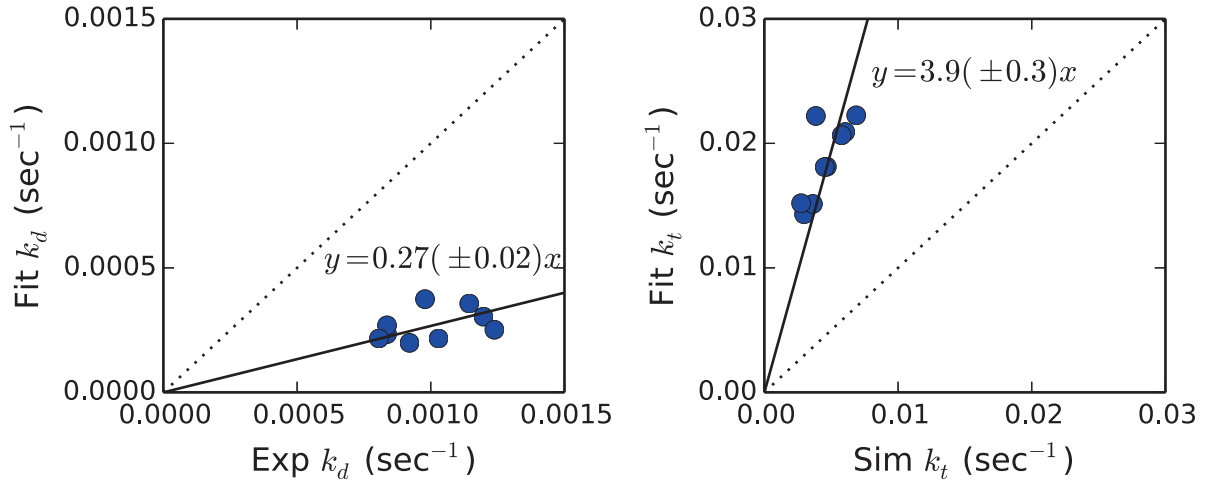 0.0015
0.0010
0.0005
0.0000
Fit k_d (sec⁻¹)
y=0.27(±0.02)x
0.0000 0.0005 0.0010 0.0015
Exp k_d (sec⁻¹)
0.03
0.02
0.01
0.00
Fit k_t (sec⁻¹)
y=3.9(±0.3)x
0.00 0.01 0.02 0.03
Sim k_t (sec⁻¹)